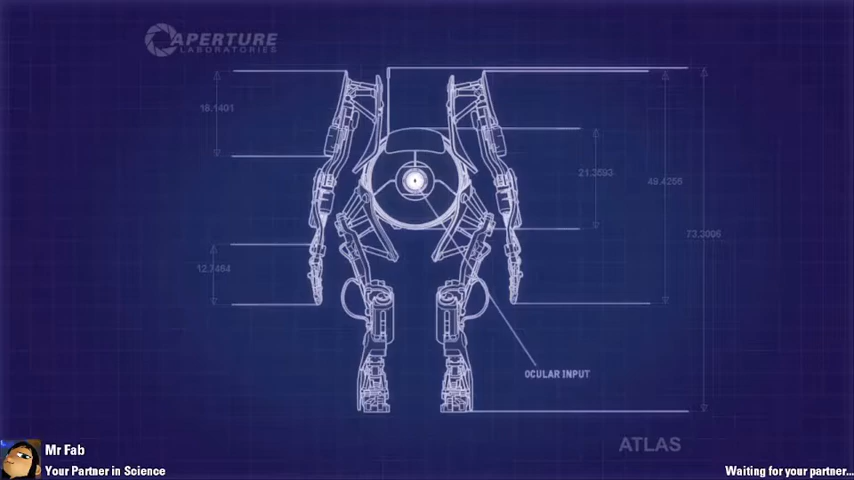 APERTURE
LABORATORIES
16.1401
21.3593
49.4256
73.3006
12.3464
OCULAR INPUT
ATLAS
Mr Fab
Your Partner in Science
Waiting for your partner...